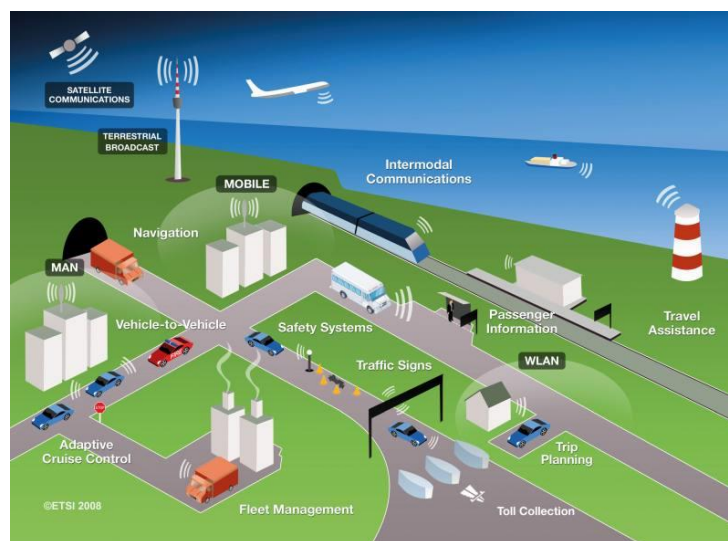 SATELLITE
COMMUNICATIONS
TERRESTRIAL
BROADCAST
Intermodal
Communications
MOBILE
Navigation
MAN
Vehicle-to-Vehicle
Safety Systems
Passenger
Information
Travel
Assistance
Traffic Signs
WLAN
STOP
Adaptive
Cruise Control
Trip
Planning
Fleet Management
Toll Collection
©ETSI 2008